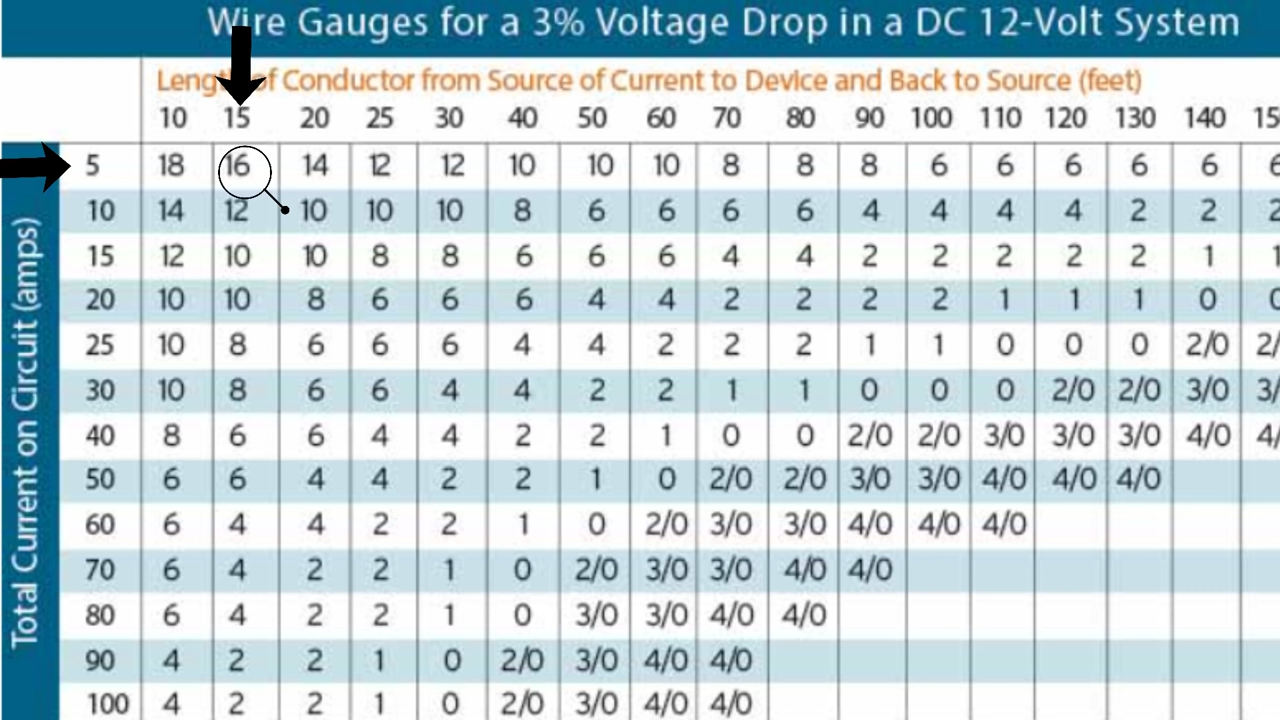 Wire Gauges for a 3% Voltage Drop in a DC 12-Volt System
Length of Conductor from Source of Current to Device and Back to Source (feet)
10 15 20 25 30 40 50 60 70 80 90 100 110 120 130 140 15
Total Current on Circuit (amps)
5 18 16 14 12 12 10 10 10 8 8 8 6 6 6 6 6 6
10 14 12 10 10 10 8 6 6 6 6 4 4 4 4 2 2 2
15 12 10 10 8 8 6 6 6 4 4 2 2 2 2 2 1 1
20 10 10 8 6 6 6 4 4 2 2 2 2 1 1 1 0 0
25 10 8 6 6 6 4 4 2 2 2 1 1 0 0 0 2/0 2/
30 10 8 6 6 4 4 2 2 1 1 0 0 0 2/0 2/0 3/0 3/
40 8 6 6 4 4 2 2 1 0 0 2/0 2/0 3/0 3/0 3/0 4/0 4/
50 6 6 4 4 2 2 1 0 2/0 2/0 3/0 3/0 4/0 4/0 4/0
60 6 4 4 2 2 1 0 2/0 3/0 3/0 4/0 4/0 4/0
70 6 4 2 2 1 0 2/0 3/0 3/0 4/0 4/0
80 6 4 2 2 1 0 3/0 3/0 4/0 4/0
90 4 2 2 1 0 2/0 3/0 4/0 4/0
100 4 2 2 1 0 2/0 3/0 4/0 4/0